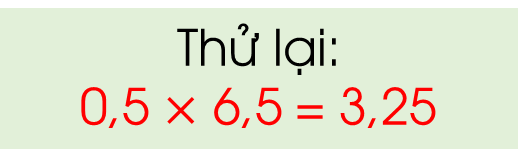 Thử lại:
0,5 × 6,5 = 3,25